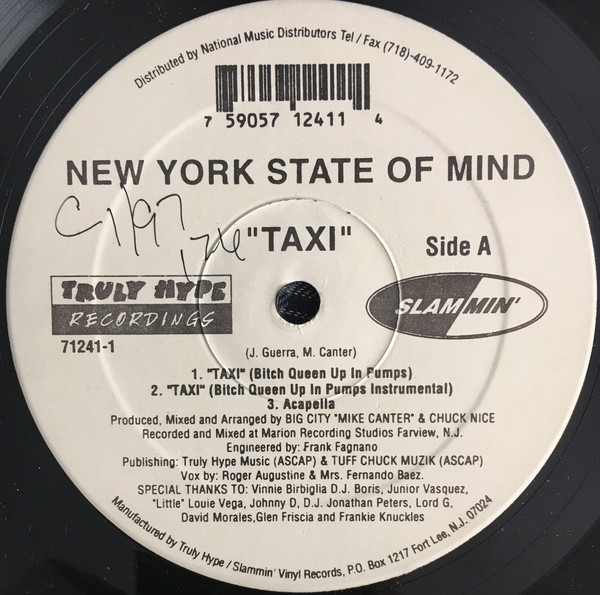 Distributed by National Music Distributors Tel / Fax (718)-409-1172
7 59057 12411 4
NEW YORK STATE OF MIND
C 1/97
126
"TAXI"
Side A
TRULY HYPE
RECORDINGS
SLAMMIN'
71241-1
(J. Guerra, M. Canter)
1. "TAXI" (Bitch Queen Up In Pumps)
2. "TAXI" (Bitch Queen Up In Pumps Instrumental)
3. Acapella
Produced, Mixed and Arranged by BIG CITY "MIKE CANTER" & CHUCK NICE
Recorded and Mixed at Marion Recording Studios Farview, N.J.
Engineered by: Frank Fagnano
Publishing: Truly Hype Music (ASCAP) & TUFF CHUCK MUZIK (ASCAP)
Vox by: Roger Augustine & Mrs. Fernando Baez.
SPECIAL THANKS TO: Vinnie Birbiglia D.J. Boris, Junior Vasquez,
"Little" Louie Vega, Johnny D, D.J. Jonathan Peters, Lord G,
David Morales,Glen Friscia and Frankie Knuckles
Manufactured by Truly Hype / Slammin' Vinyl Records, P.O. Box 1217 Fort Lee, N.J. 07024